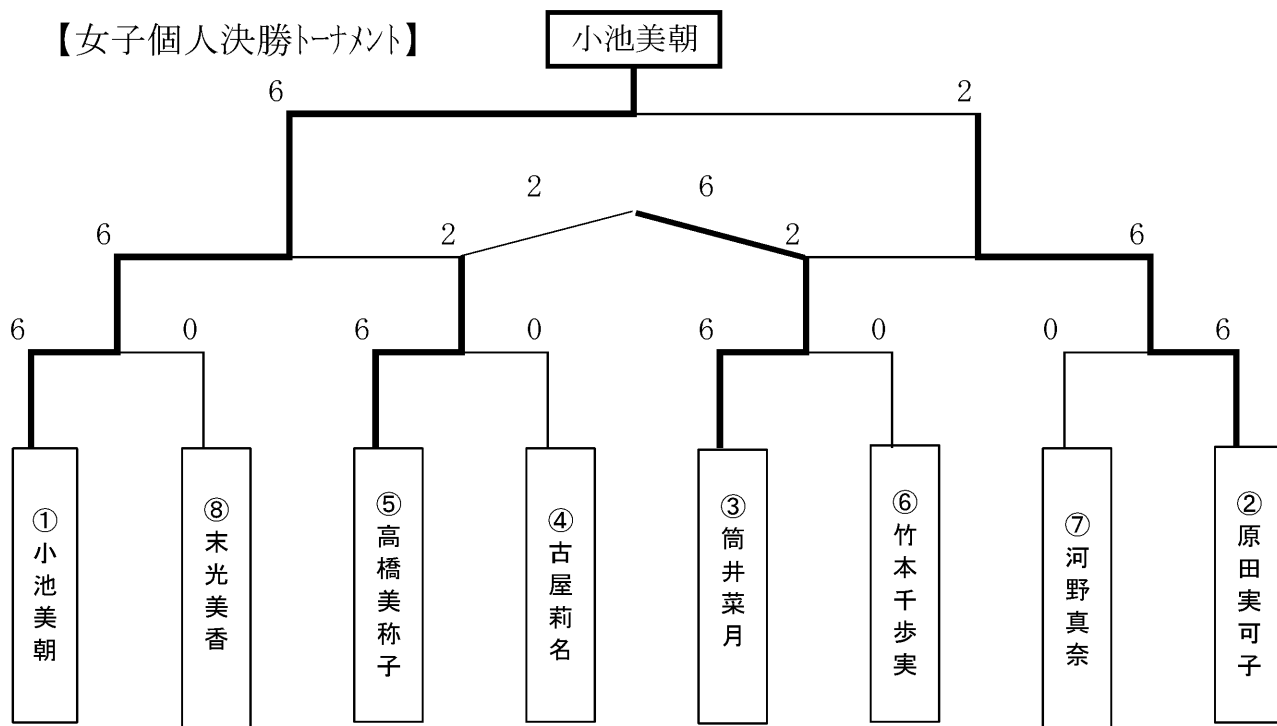 【女子個人決勝トーナメント】
小池美朝
6
2
2
6
6
2
2
6
6
0
6
0
6
0
0
6
①小池美朝
⑧末光美香
⑤高橋美称子
④古屋莉名
③筒井菜月
⑥竹本千歩実
⑦河野真奈
②原田実可子